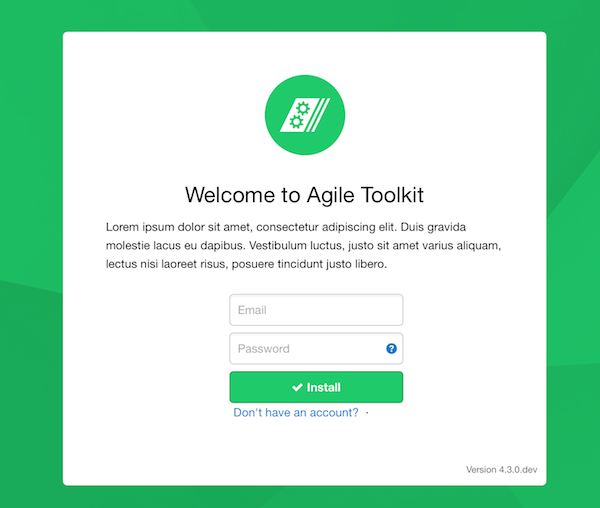 Welcome to Agile Toolkit
Lorem ipsum dolor sit amet, consectetur adipiscing elit. Duis gravida
molestie lacus eu dapibus. Vestibulum luctus, justo sit amet varius aliquam,
lectus nisi laoreet risus, posuere tincidunt justo libero.
Email
Password ?
Install
Don't have an account? ·
Version 4.3.0.dev